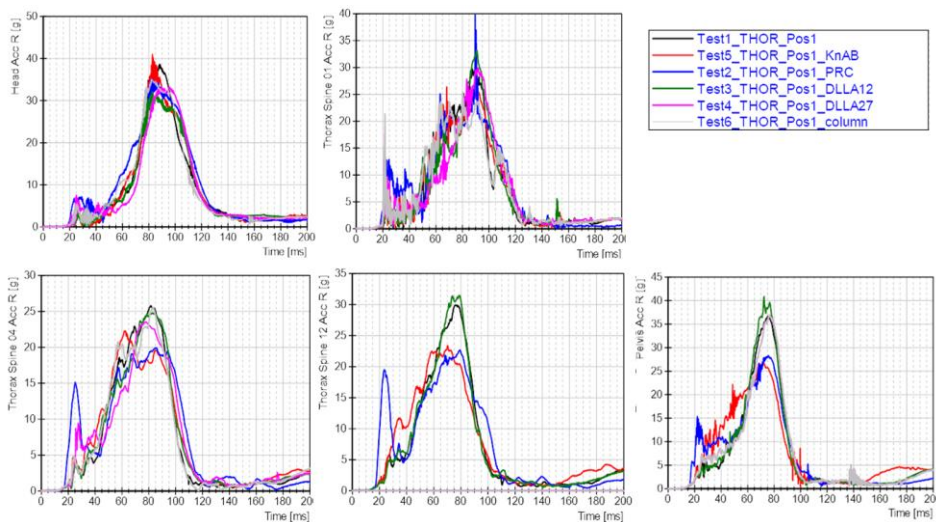 Head Acc R [g]
50
40
30
20
10
0
0 20 40 60 80 100 120 140 160 180 200
Time [ms]
Thorax Spine 01 Acc R [g]
40
35
30
25
20
15
10
5
0
0 20 40 60 80 100 120 140 160 180 200
Time [ms]
Test1_THOR_Pos1
Test5_THOR_Pos1_KnAB
Test2_THOR_Pos1_PRC
Test3_THOR_Pos1_DLLA12
Test4_THOR_Pos1_DLLA27
Test6_THOR_Pos1_column
Thorax Spine 04 Acc R [g]
30
25
20
15
10
5
0
0 20 40 60 80 100 120 140 160 180 200
Time [ms]
Thorax Spine 12 Acc R [g]
35
30
25
20
15
10
5
0
0 20 40 60 80 100 120 140 160 180 200
Time [ms]
Pelvis Acc R [g]
45
40
35
30
25
20
15
10
5
0
0 20 40 60 80 100 120 140 160 180 200
Time [ms]